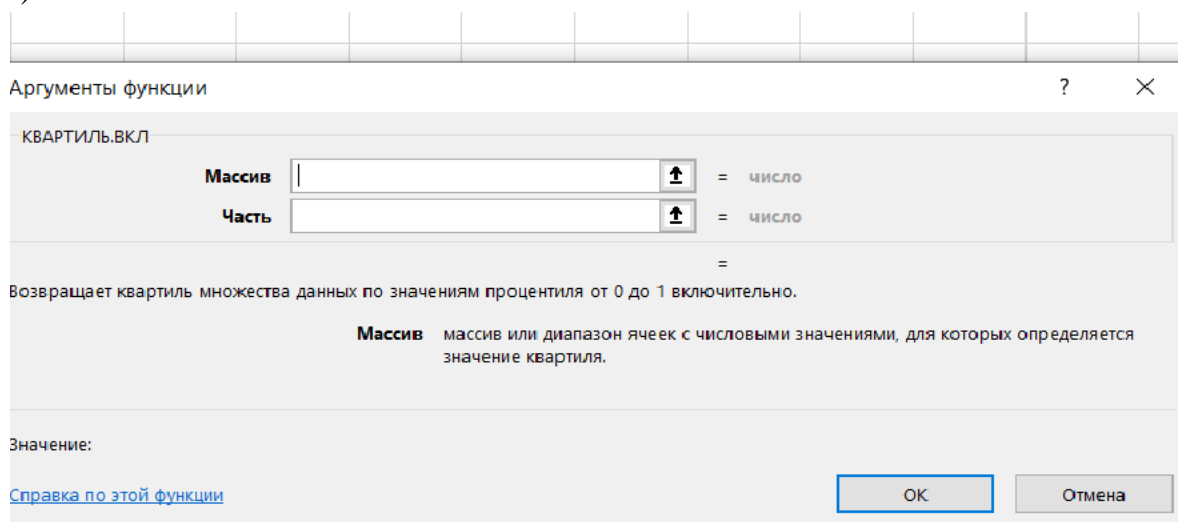 Аргументы функции ? ×
КВАРТИЛЬ.ВКЛ
Массив = число
Часть = число
=
Возвращает квартиль множества данных по значениям процентиля от 0 до 1 включительно.
Массив массив или диапазон ячеек с числовыми значениями, для которых определяется
значение квартиля.
Значение:
Справка по этой функции
ОК
Отмена